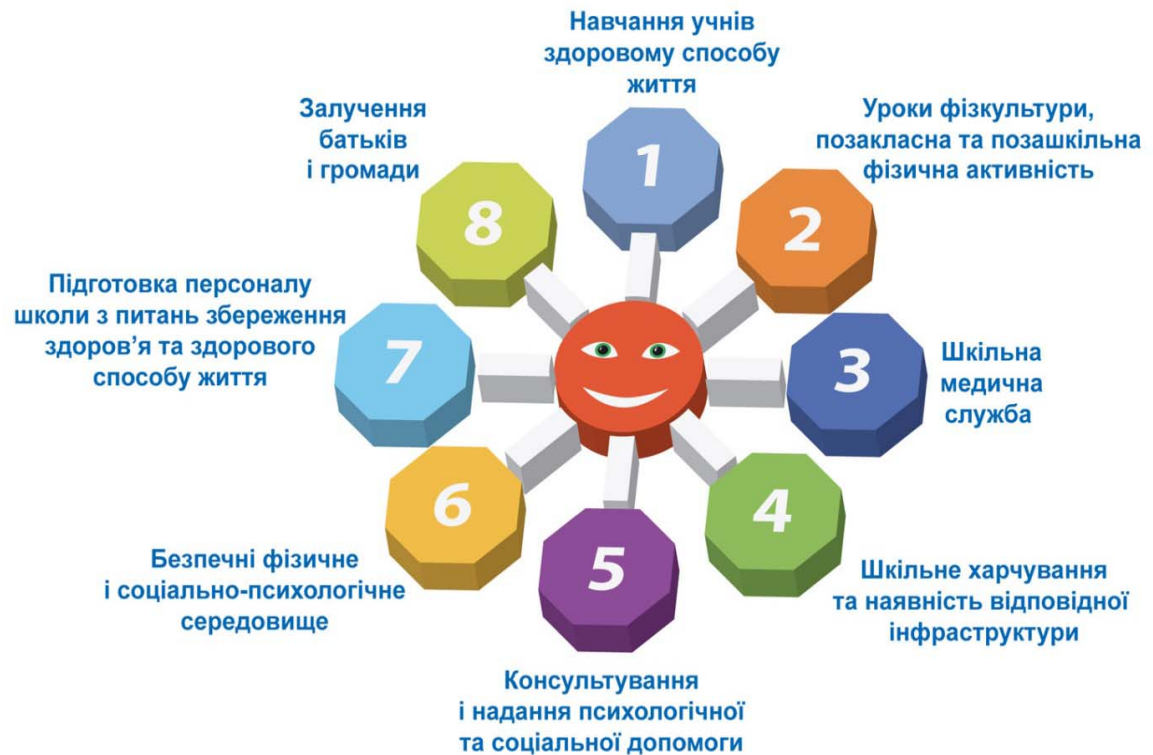 Навчання учнів
здоровому способу
життя
1
Уроки фізкультури,
позакласна та позашкільна
фізична активність
2
Шкільна
медична
служба
3
Шкільне харчування
та наявність відповідної
інфраструктури
4
Консультування
і надання психологічної
та соціальної допомоги
5
Безпечні фізичне
і соціально-психологічне
середовище
6
Підготовка персоналу
школи з питань збереження
здоров’я та здорового
способу життя
7
Залучення
батьків
і громади
8